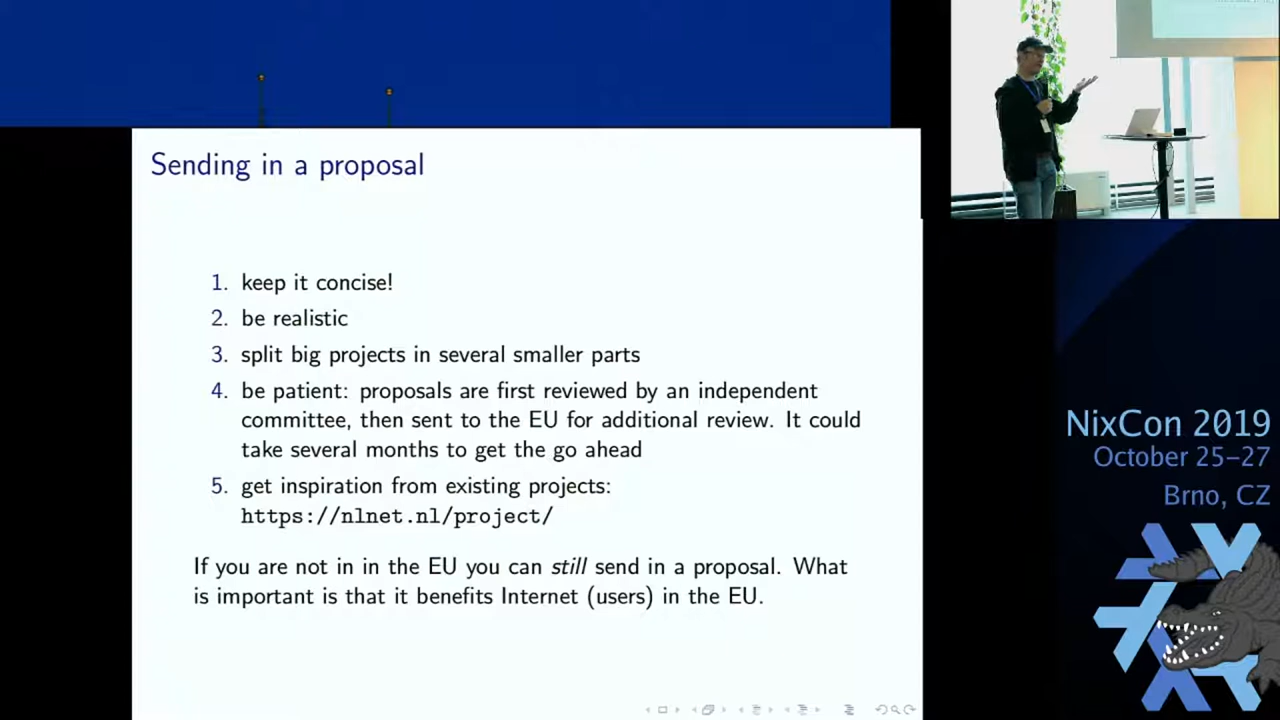 Sending in a proposal
1. keep it concise!
2. be realistic
3. split big projects in several smaller parts
4. be patient: proposals are first reviewed by an independent
committee, then sent to the EU for additional review. It could
take several months to get the go ahead
5. get inspiration from existing projects:
https://nlnet.nl/project/
If you are not in in the EU you can still send in a proposal. What
is important is that it benefits Internet (users) in the EU.
NixCon 2019
October 25–27
Brno, CZ